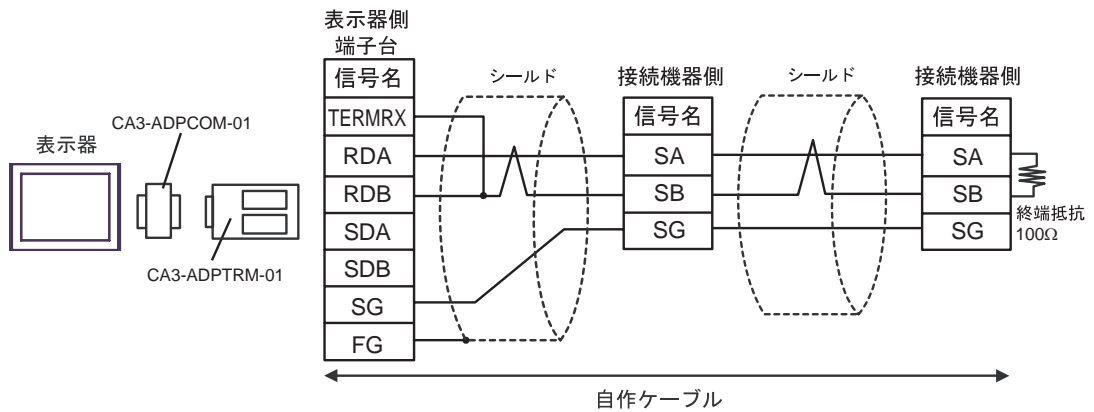 表示器
CA3-ADPCOM-01
CA3-ADPTRM-01
表示器側
端子台
信号名
TERMRX
RDA
RDB
SDA
SDB
SG
FG
シールド
接続機器側
信号名
SA
SB
SG
シールド
接続機器側
信号名
SA
SB
SG
終端抵抗
100Ω
自作ケーブル